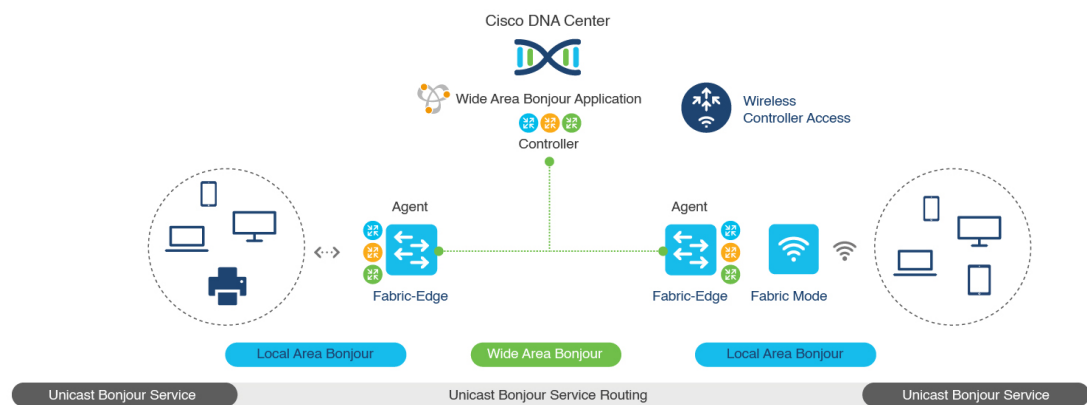 Cisco DNA Center
Wide Area Bonjour Application
Wireless
Controller Access
Controller
Agent
Agent
Fabric-Edge
Fabric-Edge
Fabric Mode
Local Area Bonjour
Wide Area Bonjour
Local Area Bonjour
Unicast Bonjour Service
Unicast Bonjour Service Routing
Unicast Bonjour Service